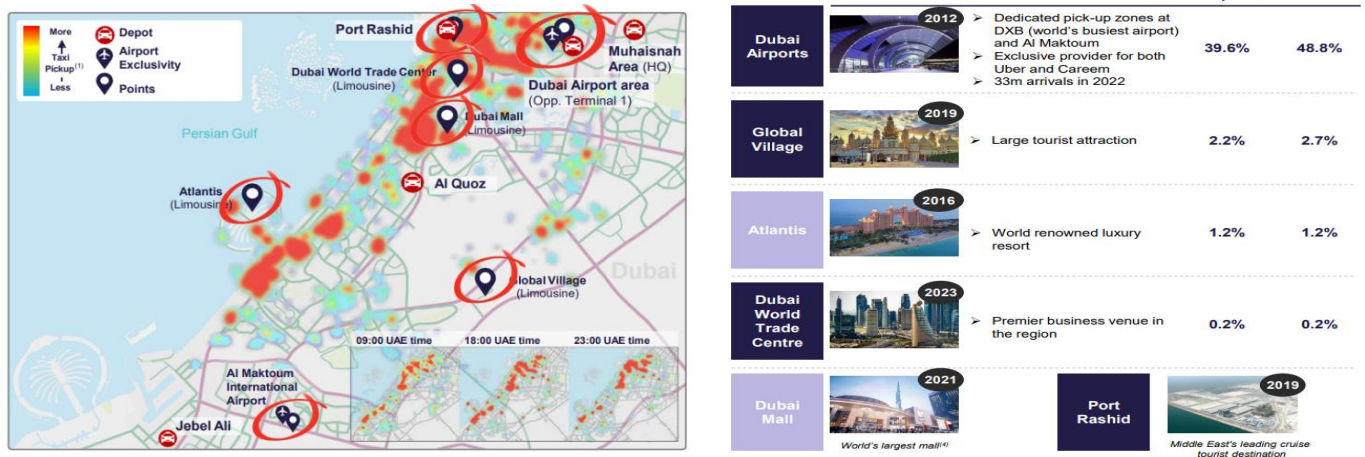 More
Taxi
Pickup(1)
Less
Depot
Airport
Exclusivity
Points
Port Rashid
Muhaisnah
Area (HQ)
Dubai World Trade Center
(Limousine)
Dubai Airport area
(Opp. Terminal 1)
Persian Gulf
Dubai Mall
(Limousine)
Al Quoz
Atlantis
(Limousine)
Dubai
Global Village
(Limousine)
09:00 UAE time
18:00 UAE time
23:00 UAE time
Al Maktoum
International
Airport
Jebel Ali
Dubai
Airports
2012
Dedicated pick-up zones at
DXB (world's busiest airport)
and Al Maktoum
Exclusive provider for both
Uber and Careem
33m arrivals in 2022
39.6%
48.8%
Global
Village
2019
Large tourist attraction
2.2%
2.7%
Atlantis
2016
World renowned luxury
resort
1.2%
1.2%
Dubai
World
Trade
Centre
2023
Premier business venue in
the region
0.2%
0.2%
Dubai
Mall
2021
World's largest mall(4)
Port
Rashid
2019
Middle East's leading cruise
tourist destination